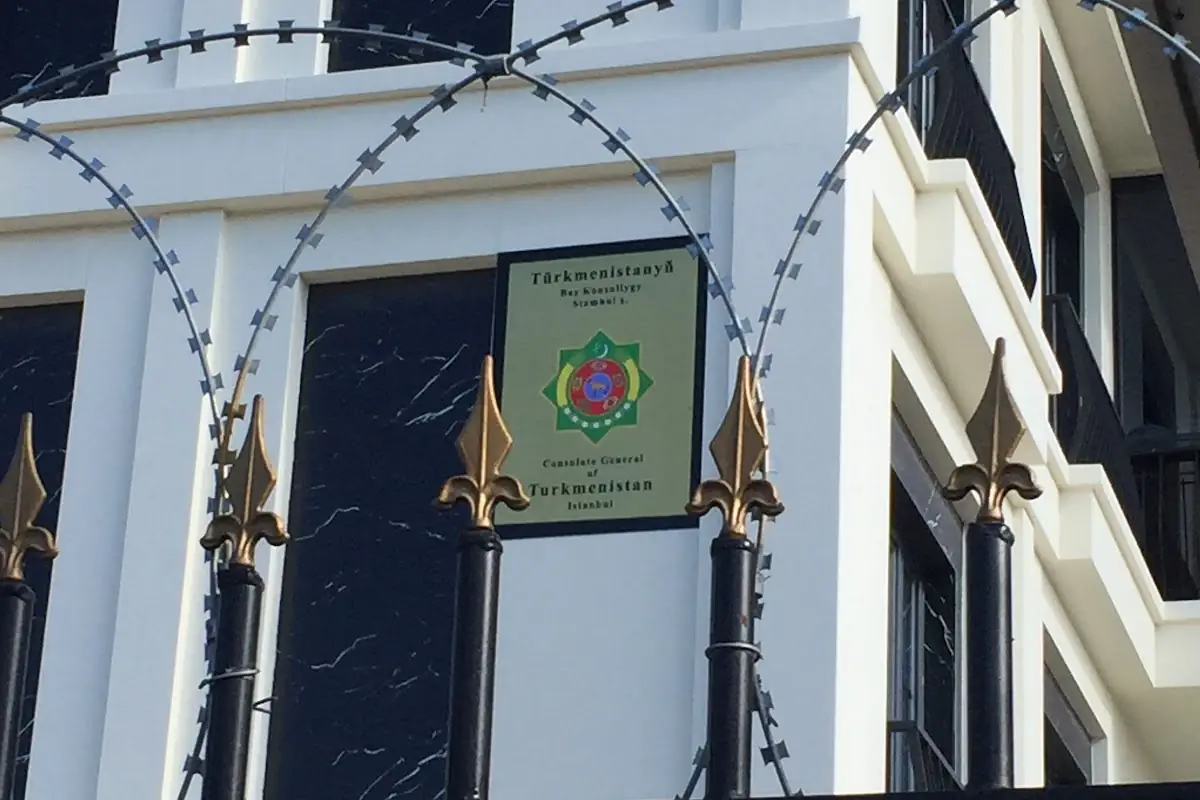 Türkmenistanyň
Baş Konsullygy
Stambul ş.
Consulate General
of
Turkmenistan
Istanbul